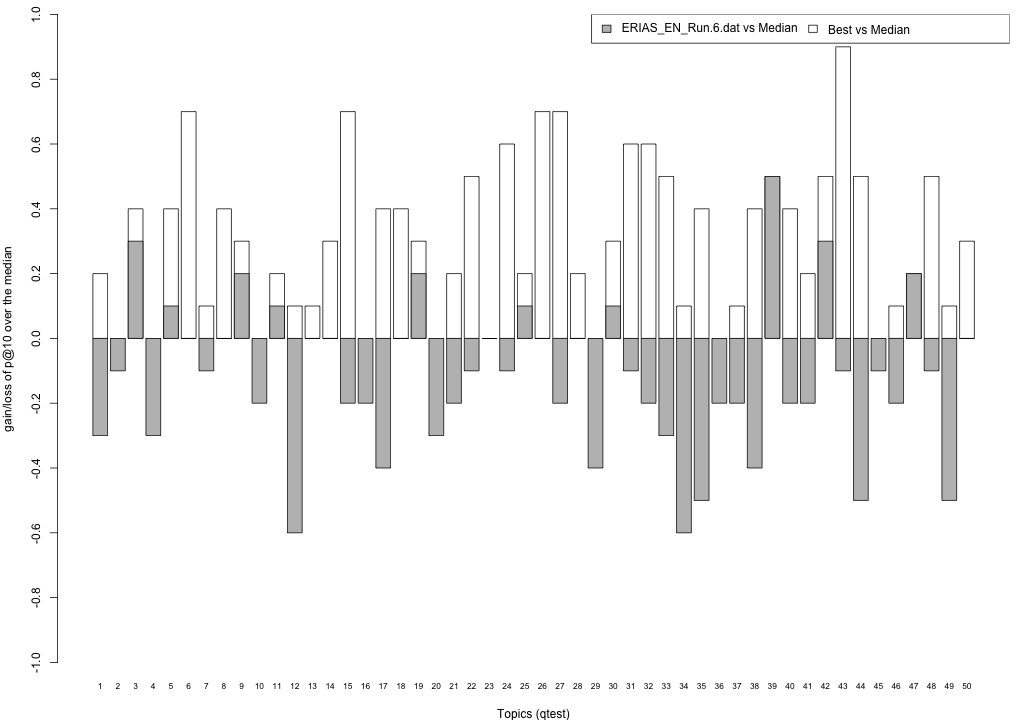 ERIAS_EN_Run.6.dat vs Median Best vs Median
gain/loss of p@10 over the median
1.0
0.8
0.6
0.4
0.2
0.0
-0.2
-0.4
-0.6
-0.8
-1.0
1 2 3 4 5 6 7 8 9 10 11 12 13 14 15 16 17 18 19 20 21 22 23 24 25 26 27 28 29 30 31 32 33 34 35 36 37 38 39 40 41 42 43 44 45 46 47 48 49 50
Topics (qtest)